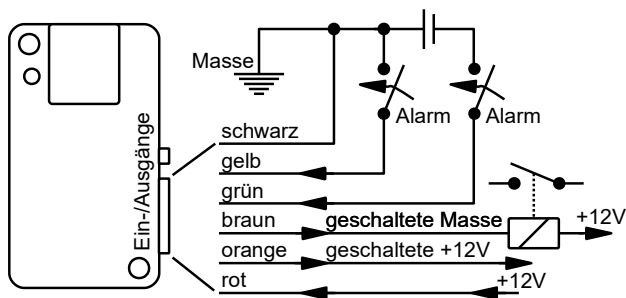 Masse
Alarm
Alarm
Ein-/Ausgänge
schwarz
gelb
grün
braun geschaltete Masse +12V
orange geschaltete +12V
rot +12V